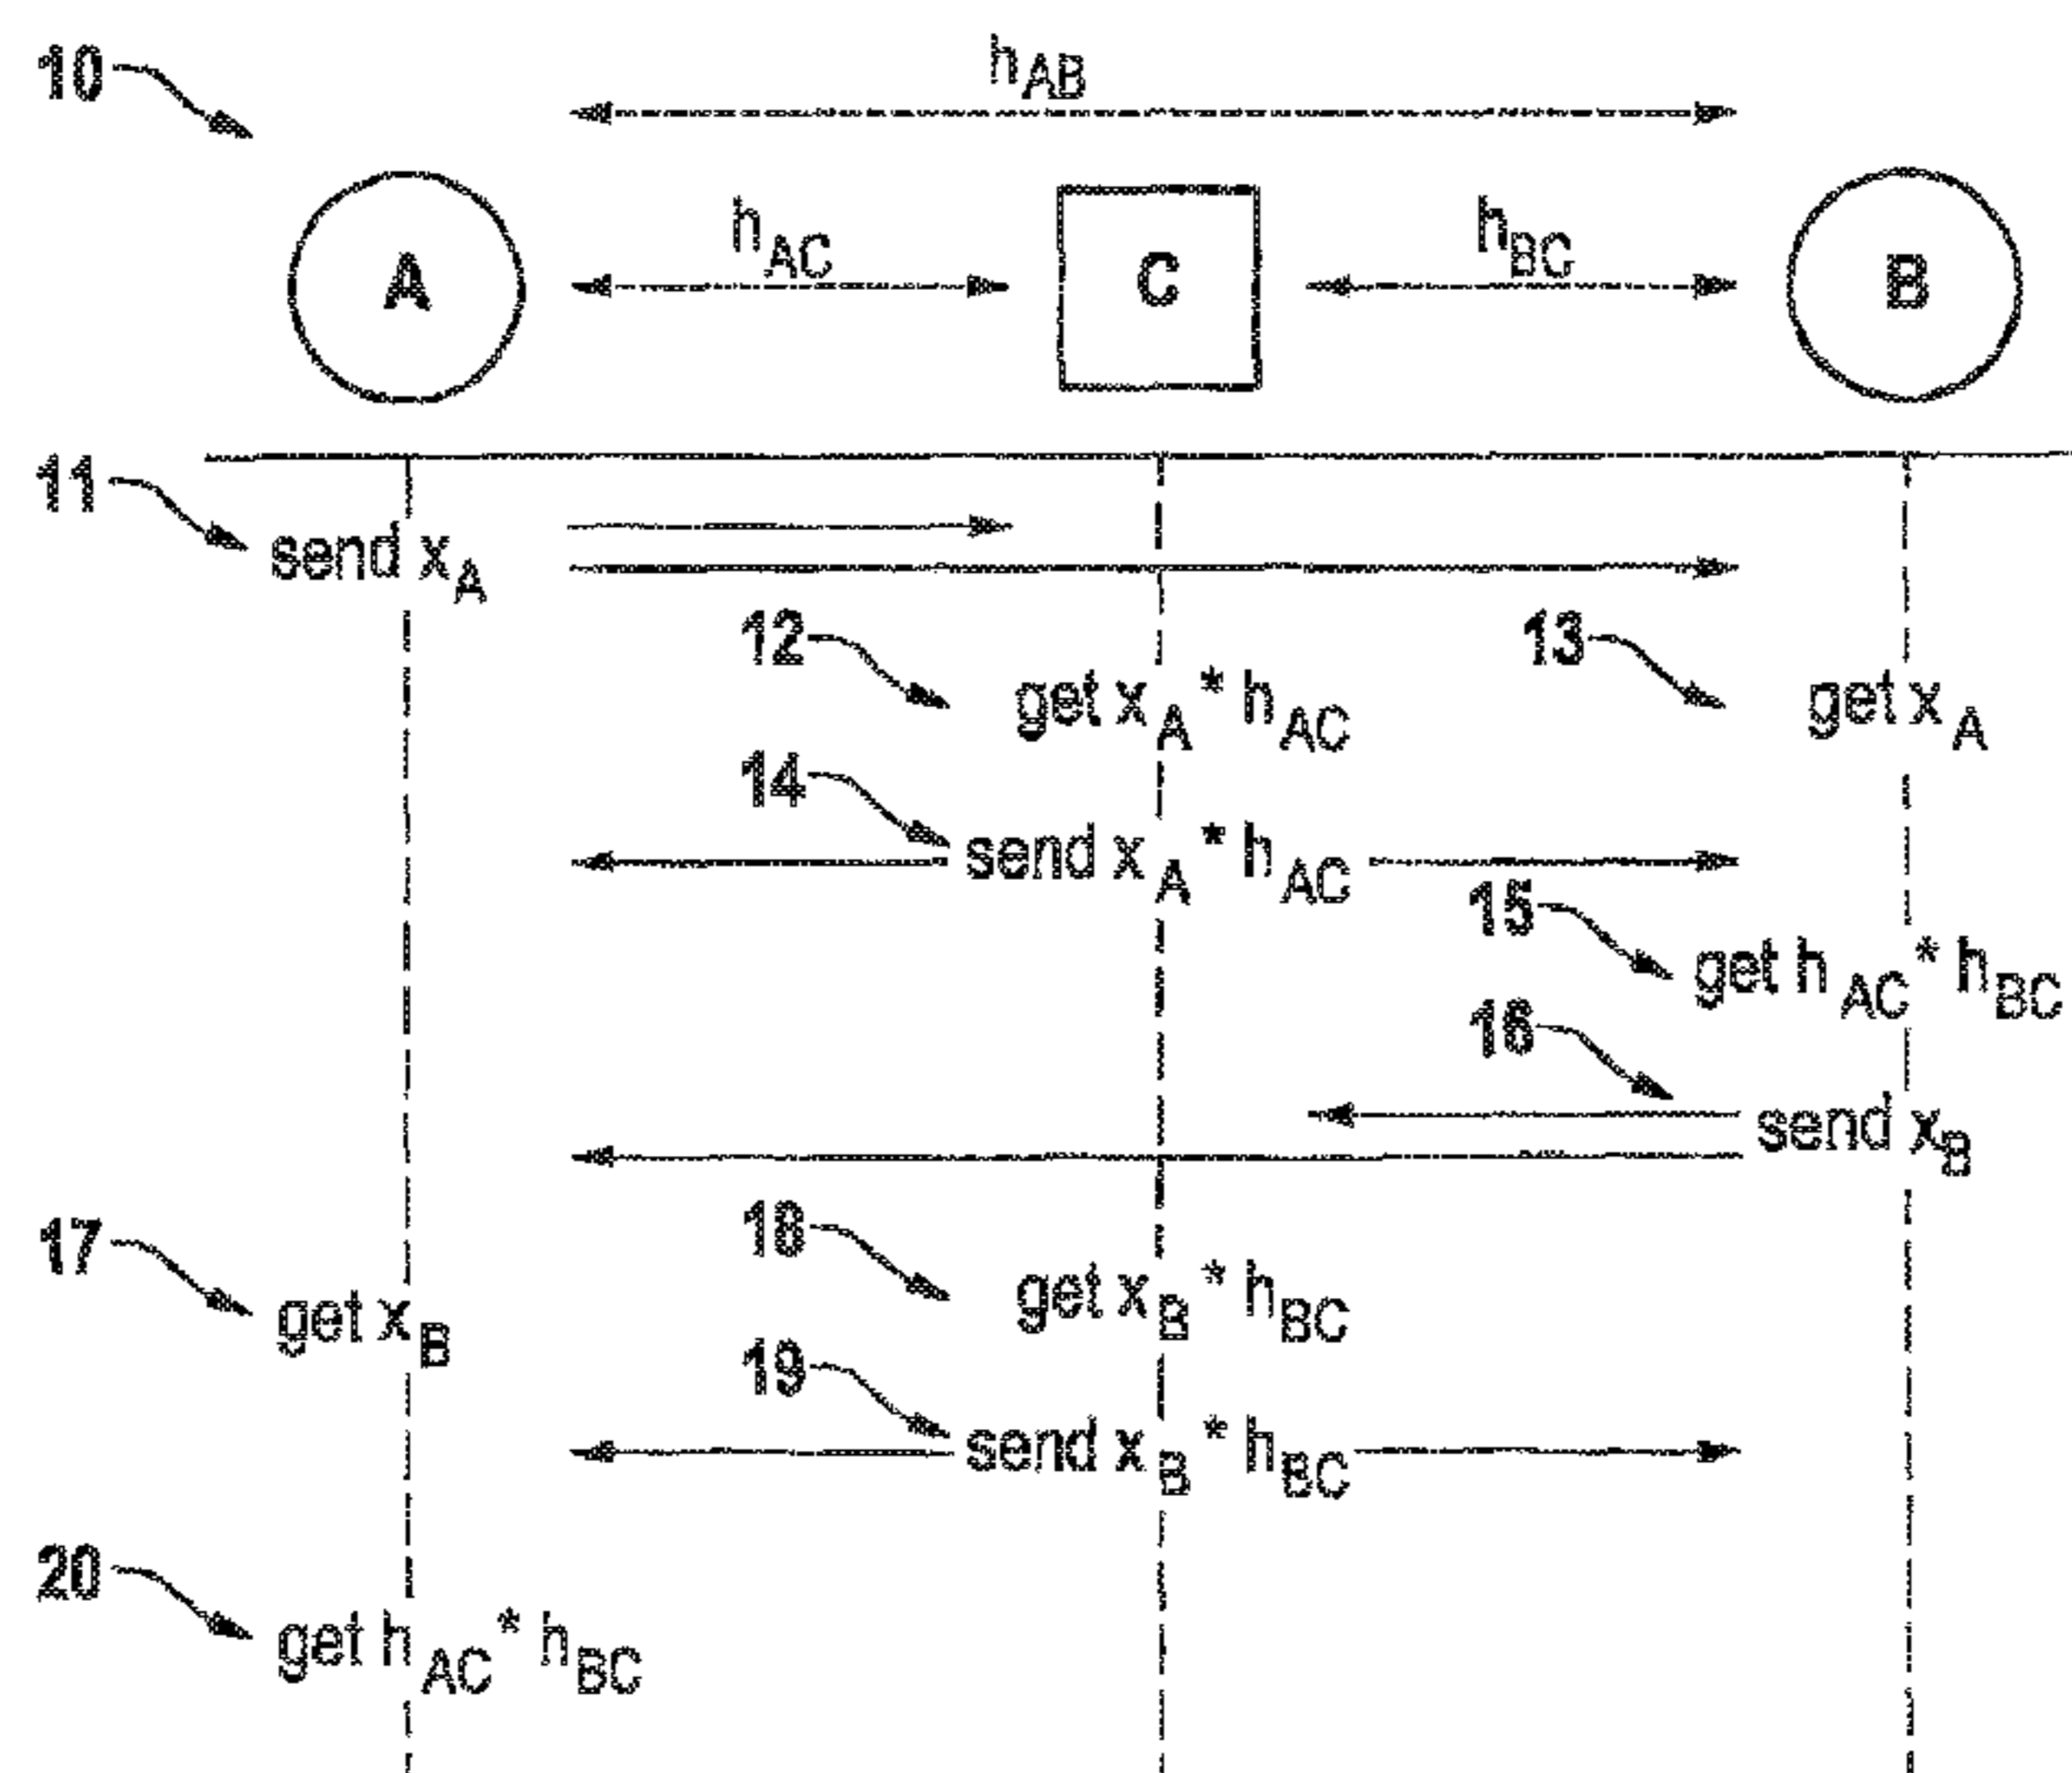 10
h_AB
A
h_AC
C
h_BC
B
11
send x_A
12
get x_A * h_AC
13
get x_A
14
send x_A * h_AC
15
get h_AC * h_BC
16
send x_B
17
get x_B
18
get x_B * h_BC
19
send x_B * h_BC
20
get h_AC * h_BC